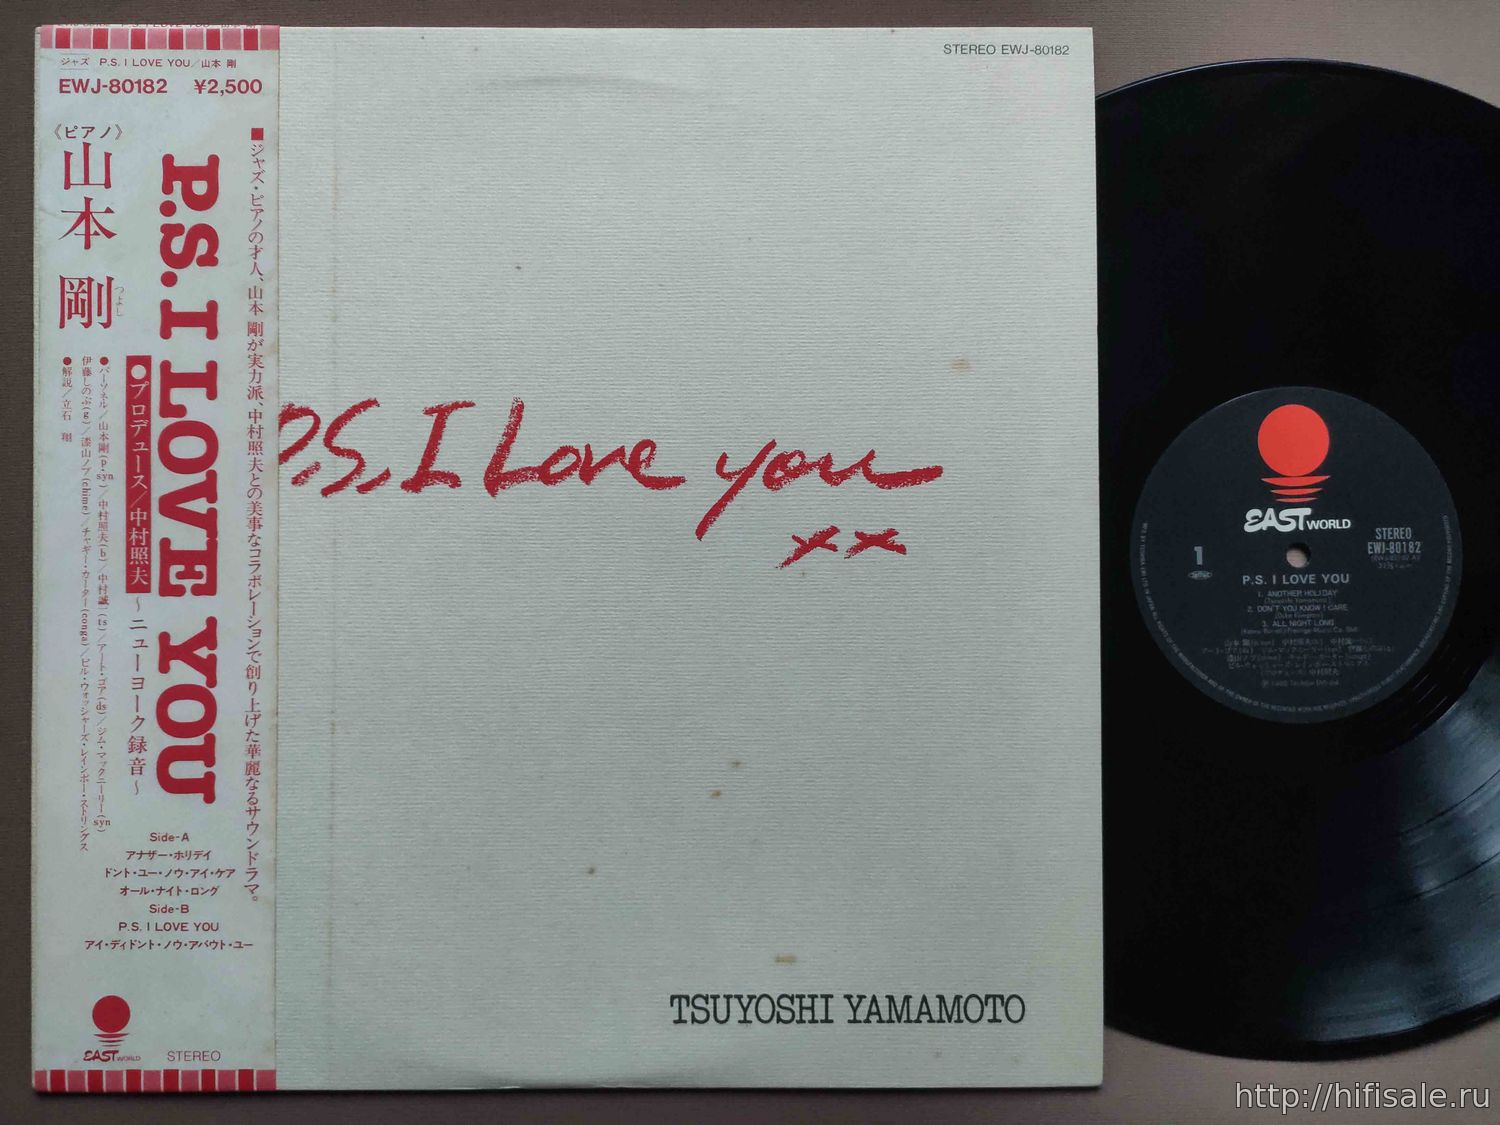 ジャズ P.S. I LOVE YOU／山本 剛
EWJ-80182 ¥2,500
■ジャズ・ピアノの才人、山本 剛が実力派、中村照夫との美事なコラボレーションで創り上げた華麗なるサウンドラマ。
P.S. I LOVE YOU
●プロデュース／中村照夫 〜ニューヨーク録音〜
《ピアノ》
山本 剛
つよし
●パーソネル／山本剛(p・syn)／中村照夫(b)／中村誠一(ts)／アート・ゴア(ds)／ジム・マックニーリー(syn)
伊藤しのぶ(g)／漆山ノブ(chime)／チャギー・カーター(conga)／ビル・ウォッシャーズ・レインボー・ストリングス
●解説／立石 翔
Side-A
アナザー・ホリデイ
ドント・ユー・ノウ・アイ・ケア
オール・ナイト・ロング
Side-B
P.S. I LOVE YOU
アイ・ディドント・ノウ・アバウト・ユー
EAST WORLD
STEREO
STEREO EWJ-80182
P.S. I Love you
xx
TSUYOSHI YAMAMOTO
EAST WORLD
STEREO
EWJ-80182
1
P.S. I LOVE YOU
1. ANOTHER HOLIDAY
(Tsuyoshi Yamamoto)
2. DON'T YOU KNOW I CARE
(Duke Ellington)
3. ALL NIGHT LONG
http://hifisale.ru